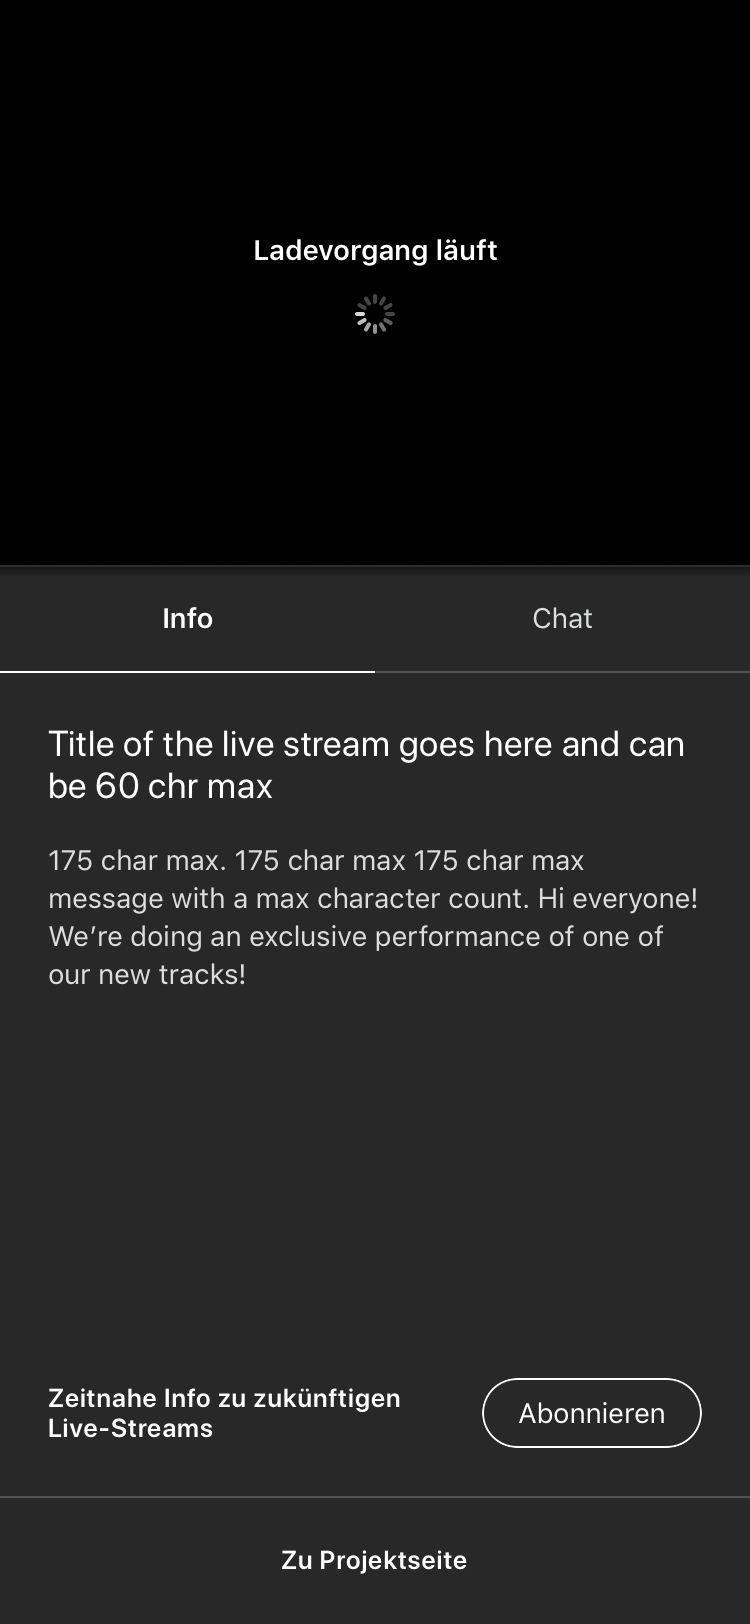 Ladevorgang läuft
Info
Chat
Title of the live stream goes here and can
be 60 chr max
175 char max. 175 char max 175 char max
message with a max character count. Hi everyone!
We’re doing an exclusive performance of one of
our new tracks!
Zeitnahe Info zu zukünftigen
Live-Streams
Abonnieren
Zu Projektseite